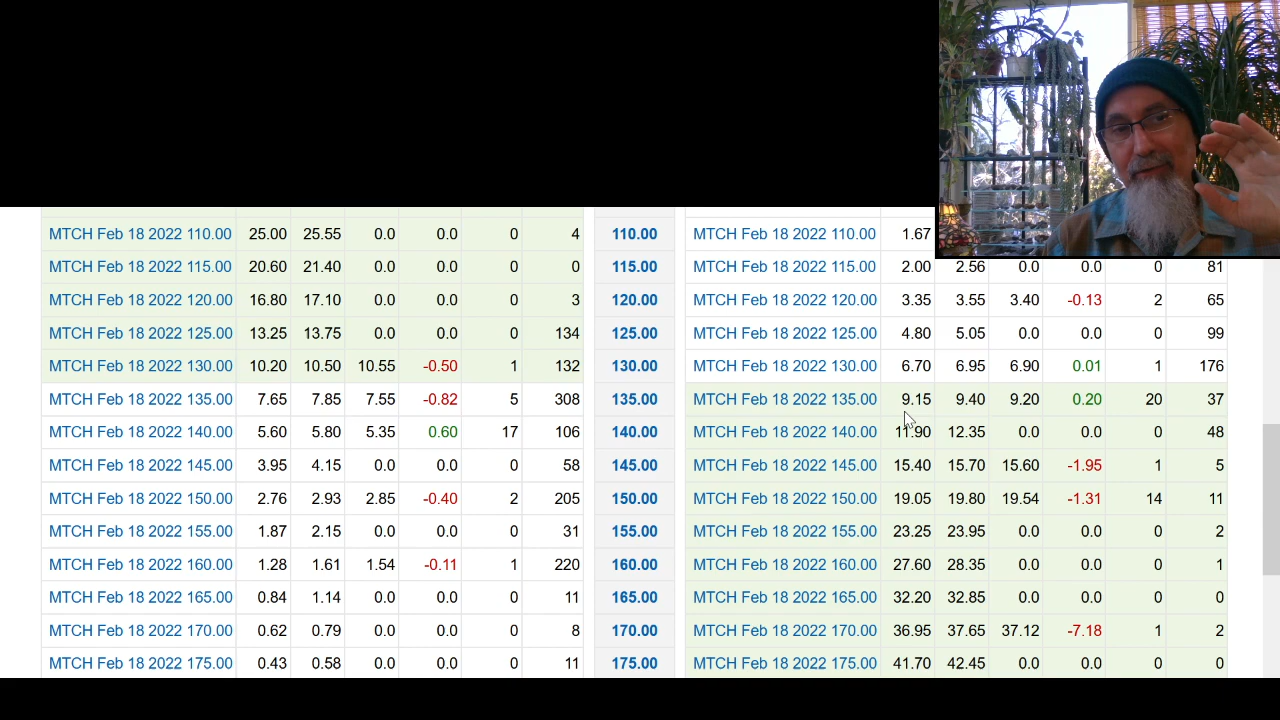 MTCH Feb 18 2022 110.00 25.00 25.55 0.0 0.0 0 4 110.00 MTCH Feb 18 2022 110.00 1.67
MTCH Feb 18 2022 115.00 20.60 21.40 0.0 0.0 0 0 115.00 MTCH Feb 18 2022 115.00 2.00 2.56 0.0 0.0 0 81
MTCH Feb 18 2022 120.00 16.80 17.10 0.0 0.0 0 3 120.00 MTCH Feb 18 2022 120.00 3.35 3.55 3.40 -0.13 2 65
MTCH Feb 18 2022 125.00 13.25 13.75 0.0 0.0 0 134 125.00 MTCH Feb 18 2022 125.00 4.80 5.05 0.0 0.0 0 99
MTCH Feb 18 2022 130.00 10.20 10.50 10.55 -0.50 1 132 130.00 MTCH Feb 18 2022 130.00 6.70 6.95 6.90 0.01 1 176
MTCH Feb 18 2022 135.00 7.65 7.85 7.55 -0.82 5 308 135.00 MTCH Feb 18 2022 135.00 9.15 9.40 9.20 0.20 20 37
MTCH Feb 18 2022 140.00 5.60 5.80 5.35 0.60 17 106 140.00 MTCH Feb 18 2022 140.00 11.90 12.35 0.0 0.0 0 48
MTCH Feb 18 2022 145.00 3.95 4.15 0.0 0.0 0 58 145.00 MTCH Feb 18 2022 145.00 15.40 15.70 15.60 -1.95 1 5
MTCH Feb 18 2022 150.00 2.76 2.93 2.85 -0.40 2 205 150.00 MTCH Feb 18 2022 150.00 19.05 19.80 19.54 -1.31 14 11
MTCH Feb 18 2022 155.00 1.87 2.15 0.0 0.0 0 31 155.00 MTCH Feb 18 2022 155.00 23.25 23.95 0.0 0.0 0 2
MTCH Feb 18 2022 160.00 1.28 1.61 1.54 -0.11 1 220 160.00 MTCH Feb 18 2022 160.00 27.60 28.35 0.0 0.0 0 1
MTCH Feb 18 2022 165.00 0.84 1.14 0.0 0.0 0 11 165.00 MTCH Feb 18 2022 165.00 32.20 32.85 0.0 0.0 0 0
MTCH Feb 18 2022 170.00 0.62 0.79 0.0 0.0 0 8 170.00 MTCH Feb 18 2022 170.00 36.95 37.65 37.12 -7.18 1 2
MTCH Feb 18 2022 175.00 0.43 0.58 0.0 0.0 0 11 175.00 MTCH Feb 18 2022 175.00 41.70 42.45 0.0 0.0 0 0